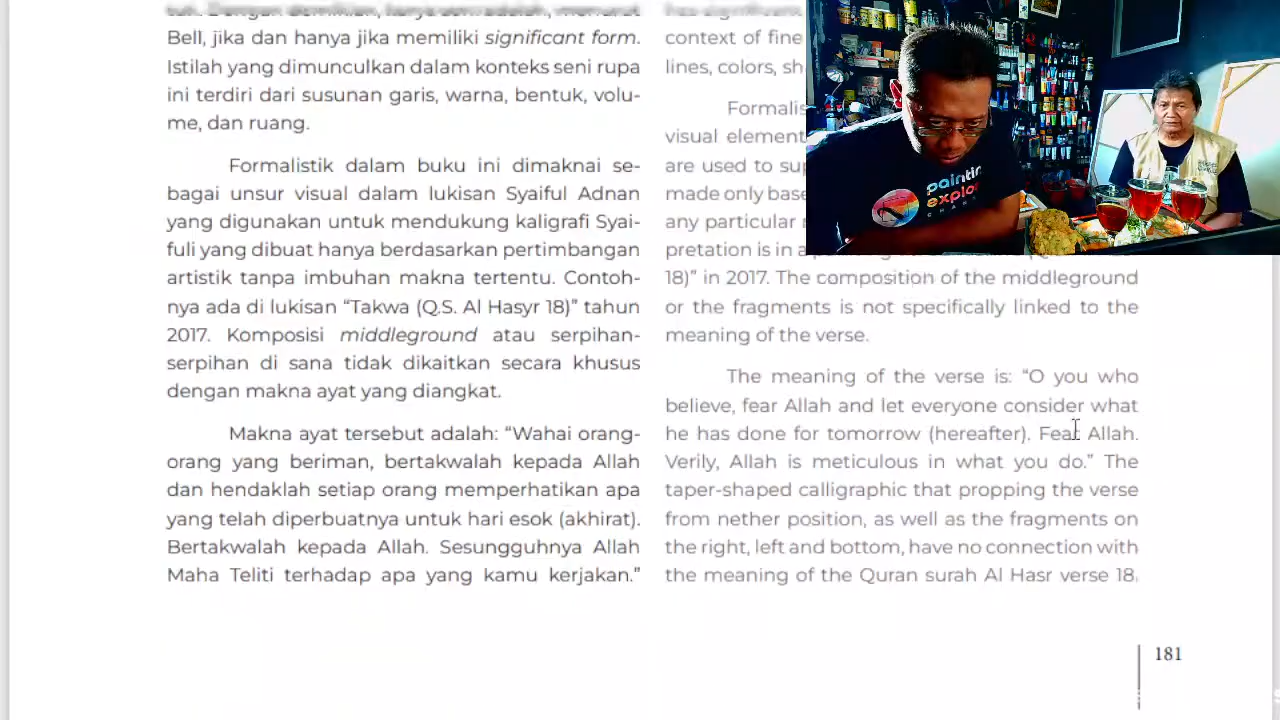 Bell, jika dan hanya jika memiliki significant form.
Istilah yang dimunculkan dalam konteks seni rupa
ini terdiri dari susunan garis, warna, bentuk, volu-
me, dan ruang.
Formalistik dalam buku ini dimaknai se-
bagai unsur visual dalam lukisan Syaiful Adnan
yang digunakan untuk mendukung kaligrafi Syai-
fuli yang dibuat hanya berdasarkan pertimbangan
artistik tanpa imbuhan makna tertentu. Contoh-
nya ada di lukisan “Takwa (Q.S. Al Hasyr 18)” tahun
2017. Komposisi middleground atau serpihan-
serpihan di sana tidak dikaitkan secara khusus
dengan makna ayat yang diangkat.
Makna ayat tersebut adalah: “Wahai orang-
orang yang beriman, bertakwalah kepada Allah
dan hendaklah setiap orang memperhatikan apa
yang telah diperbuatnya untuk hari esok (akhirat).
Bertakwalah kepada Allah. Sesungguhnya Allah
Maha Teliti terhadap apa yang kamu kerjakan.”
context of fine
lines, colors, sh
Formalis
visual element
are used to sup
made only base
any particular
pretation is in a
18)” in 2017. The composition of the middleground
or the fragments is not specifically linked to the
meaning of the verse.
The meaning of the verse is: “O you who
believe, fear Allah and let everyone consider what
he has done for tomorrow (hereafter). Fear Allah.
Verily, Allah is meticulous in what you do.” The
taper-shaped calligraphic that propping the verse
from nether position, as well as the fragments on
the right, left and bottom, have no connection with
the meaning of the Quran surah Al Hasr verse 18,
181